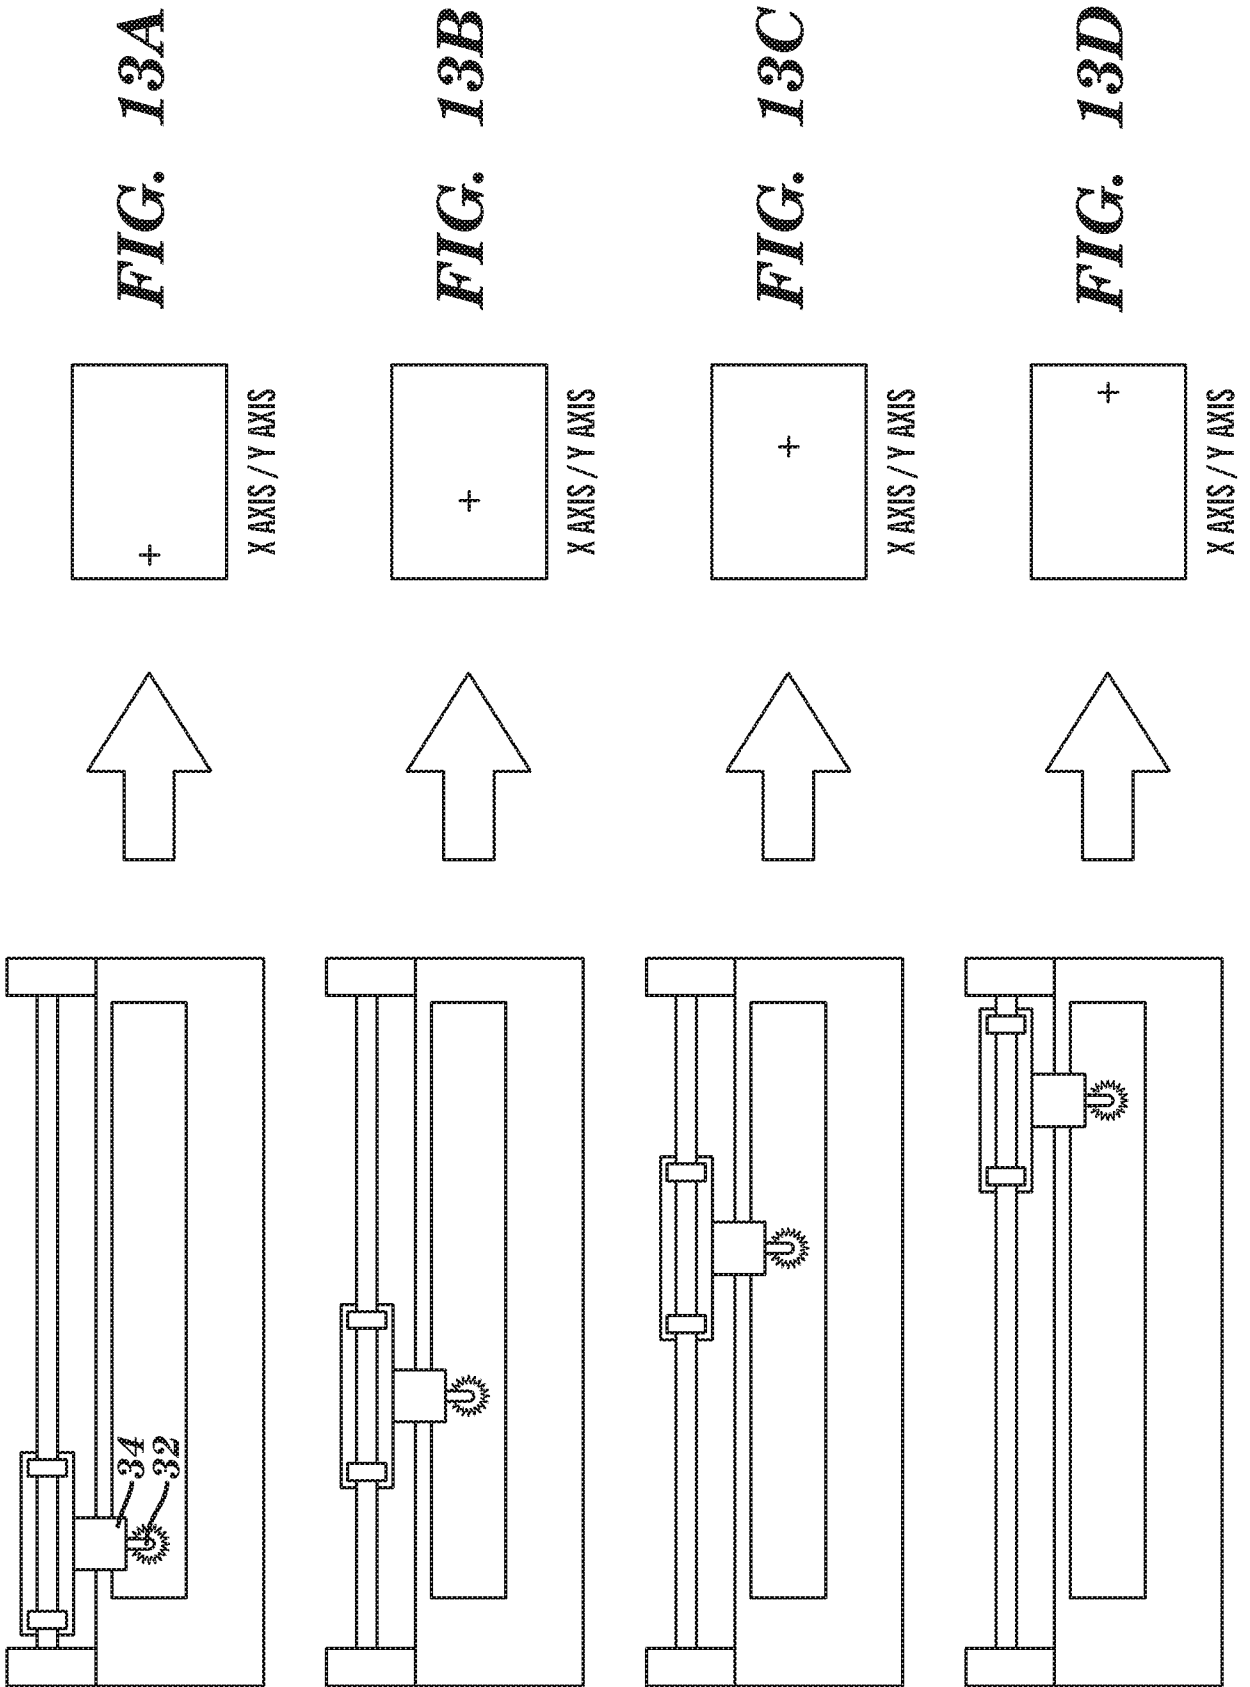 34
32
X AXIS / Y AXIS
FIG. 13A
X AXIS / Y AXIS
FIG. 13B
X AXIS / Y AXIS
FIG. 13C
X AXIS / Y AXIS
FIG. 13D